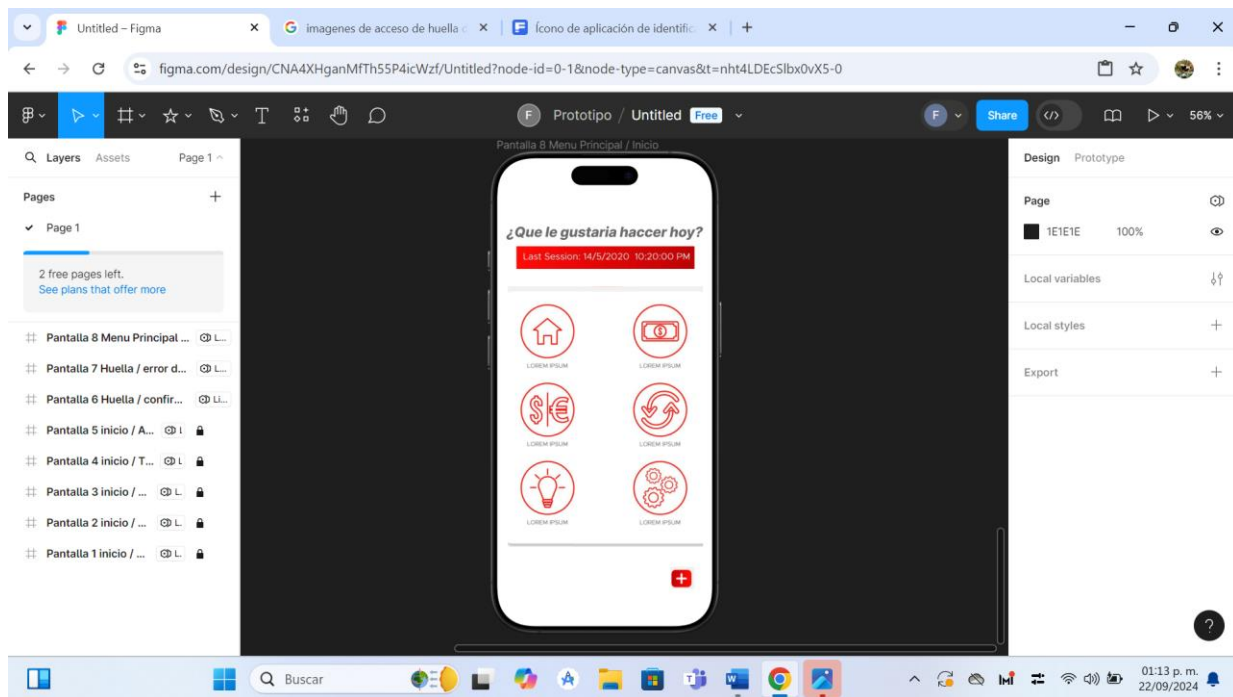 Untitled – Figma
imagenes de acceso de huella
Ícono de aplicación de identific
figma.com/design/CNA4XHganMfTh55P4icWzf/Untitled?node-id=0-1&node-type=canvas&t=nht4LDEcSlbx0vX5-0
F Prototipo / Untitled Free F Share 56%
Layers Assets Page 1
Pages
Page 1
2 free pages left.
See plans that offer more
Pantalla 8 Menu Principal ... L...
Pantalla 7 Huella / error d... L...
Pantalla 6 Huella / confir... Li...
Pantalla 5 inicio / A... L
Pantalla 4 inicio / T... L
Pantalla 3 inicio / ... L.
Pantalla 2 inicio / ... L.
Pantalla 1 inicio / ... L.
Pantalla 8 Menu Principal / Inicio
¿Que le gustaria haccer hoy?
Last Session: 14/5/2020 10:20:00 PM
LOREM IPSUM LOREM IPSUM
LOREM IPSUM LOREM IPSUM
LOREM IPSUM LOREM IPSUM
Design Prototype
Page
1E1E1E 100%
Local variables
Local styles
Export
?
Buscar
01:13 p. m.
22/09/2024